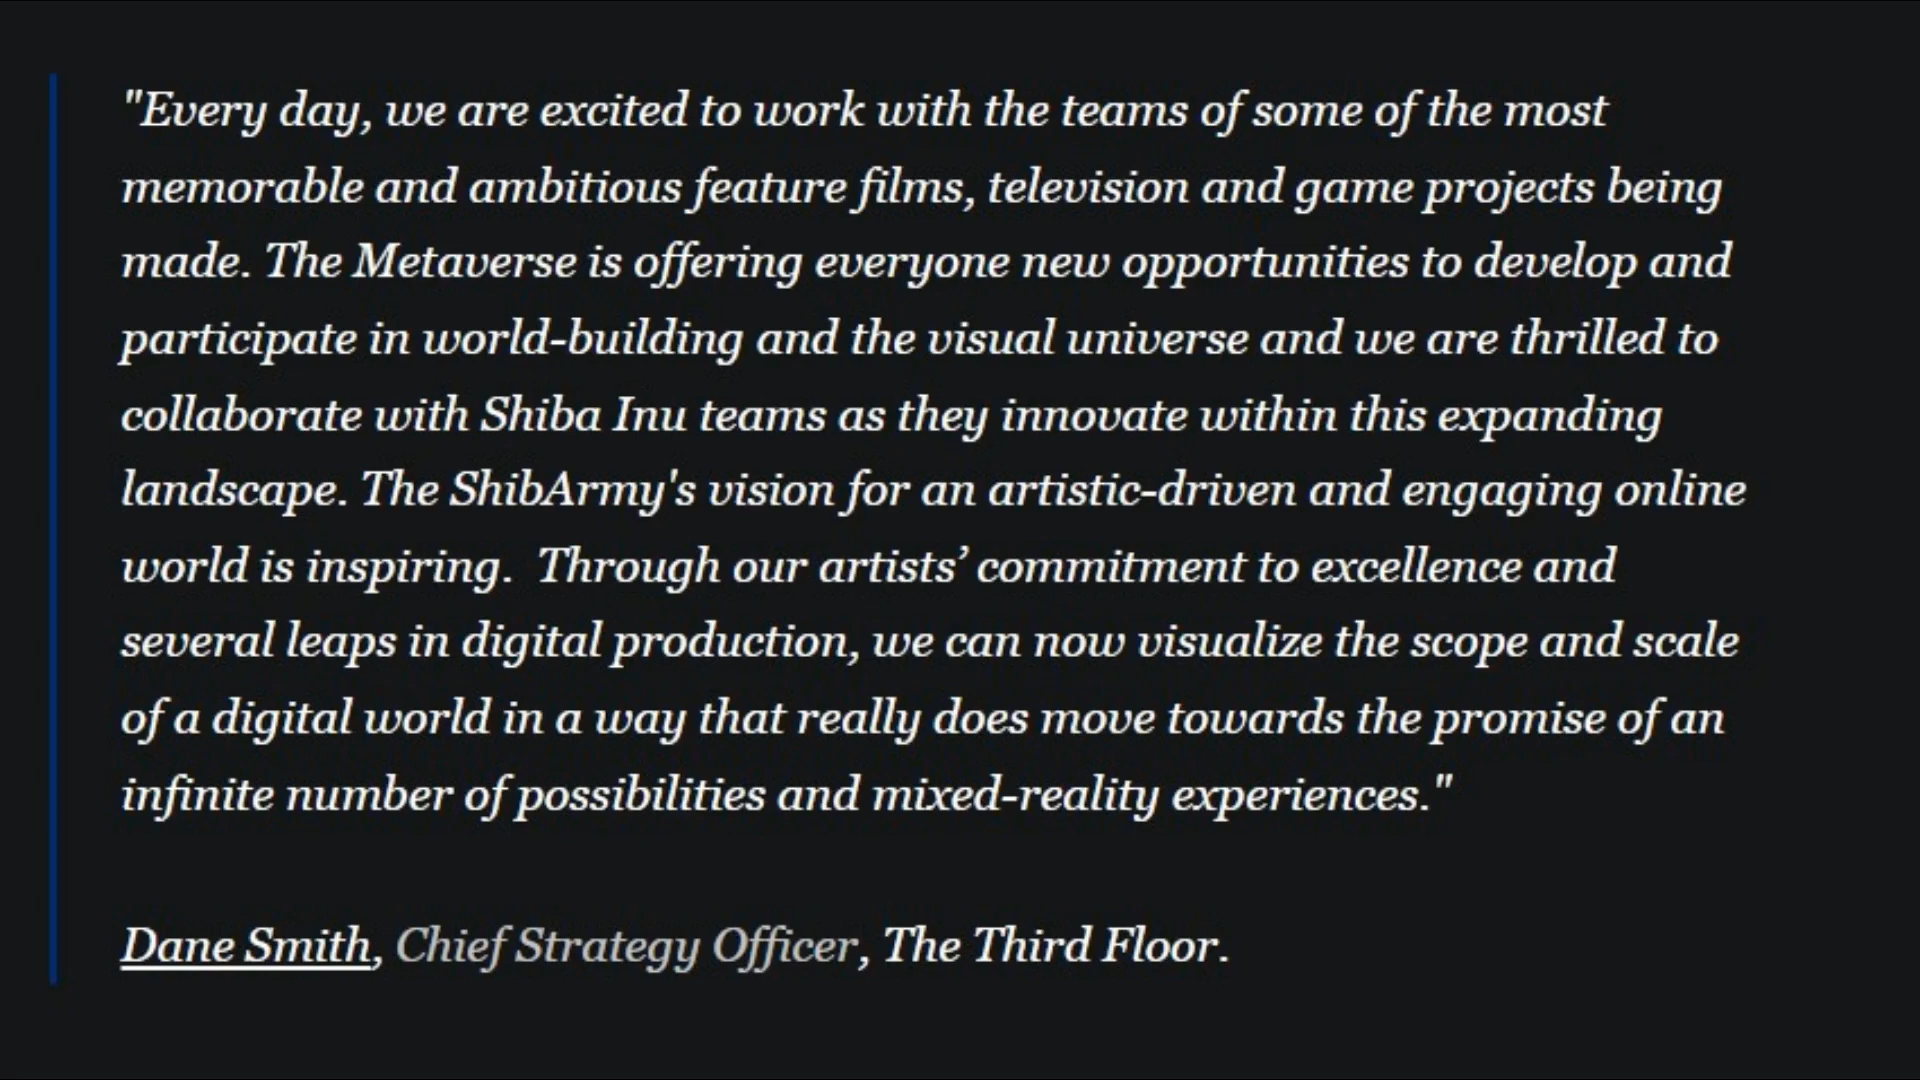 "Every day, we are excited to work with the teams of some of the most
memorable and ambitious feature films, television and game projects being
made. The Metaverse is offering everyone new opportunities to develop and
participate in world-building and the visual universe and we are thrilled to
collaborate with Shiba Inu teams as they innovate within this expanding
landscape. The ShibArmy's vision for an artistic-driven and engaging online
world is inspiring.  Through our artists’ commitment to excellence and
several leaps in digital production, we can now visualize the scope and scale
of a digital world in a way that really does move towards the promise of an
infinite number of possibilities and mixed-reality experiences."
Dane Smith, Chief Strategy Officer, The Third Floor.